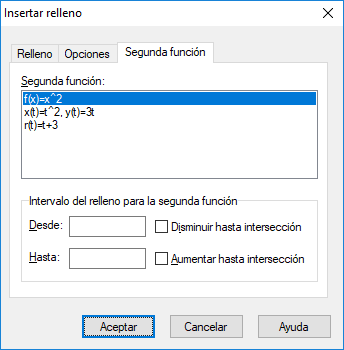 Insertar relleno
Relleno Opciones Segunda función
Segunda función:
f(x)=x^2
x(t)=t^2, y(t)=3t
r(t)=t+3
Intervalo del relleno para la segunda función
Desde: Disminuir hasta intersección
Hasta: Aumentar hasta intersección
Aceptar Cancelar Ayuda